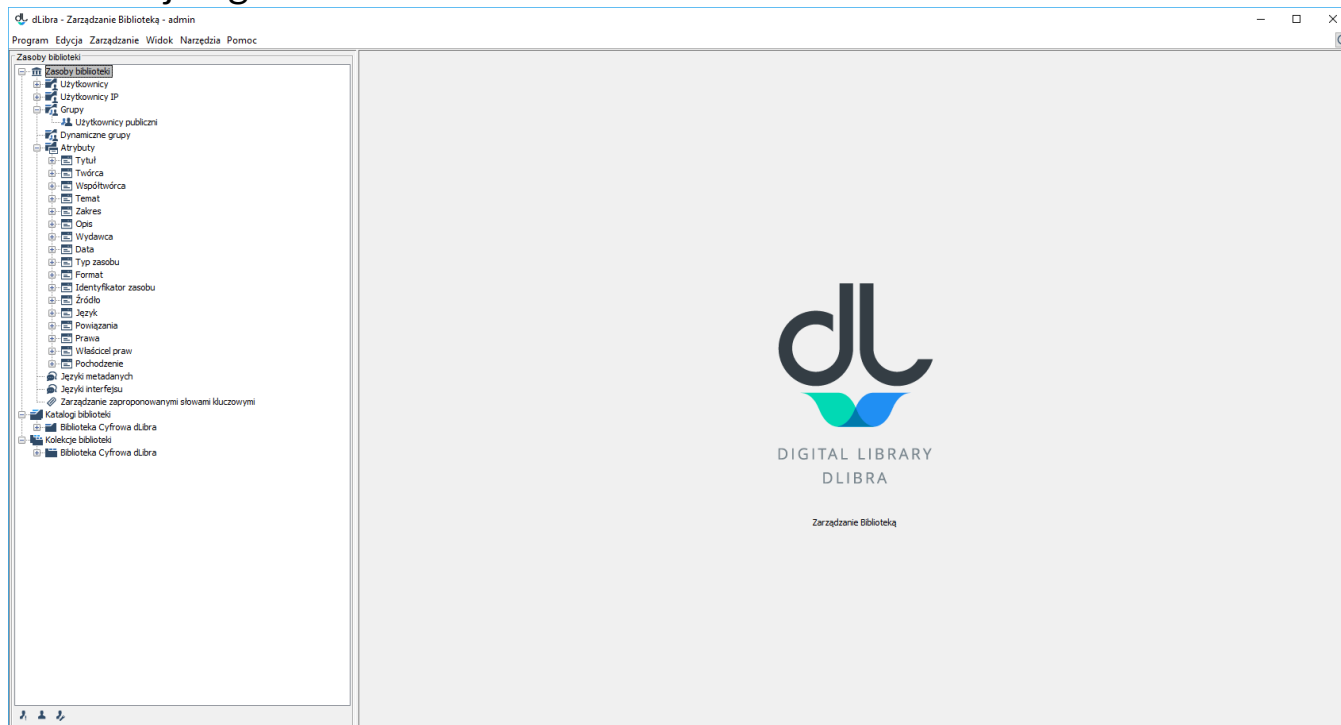 dLibra - Zarządzanie Biblioteką - admin
Program Edycja Zarządzanie Widok Narzędzia Pomoc
Zasoby biblioteki
Zasoby biblioteki
Użytkownicy
Użytkownicy IP
Grupy
Użytkownicy publiczni
Dynamiczne grupy
Atrybuty
Tytuł
Twórca
Współtwórca
Temat
Zakres
Opis
Wydawca
Data
Typ zasobu
Format
Identyfikator zasobu
Źródło
Język
Powiązania
Prawa
Właścicel praw
Pochodzenie
Języki metadanych
Języki interfejsu
Zarządzanie zaproponowanymi słowami kluczowymi
Katalogi biblioteki
Biblioteka Cyfrowa dLibra
Kolekcje biblioteki
Biblioteka Cyfrowa dLibra
dL
DIGITAL LIBRARY
DLIBRA
Zarządzanie Biblioteką